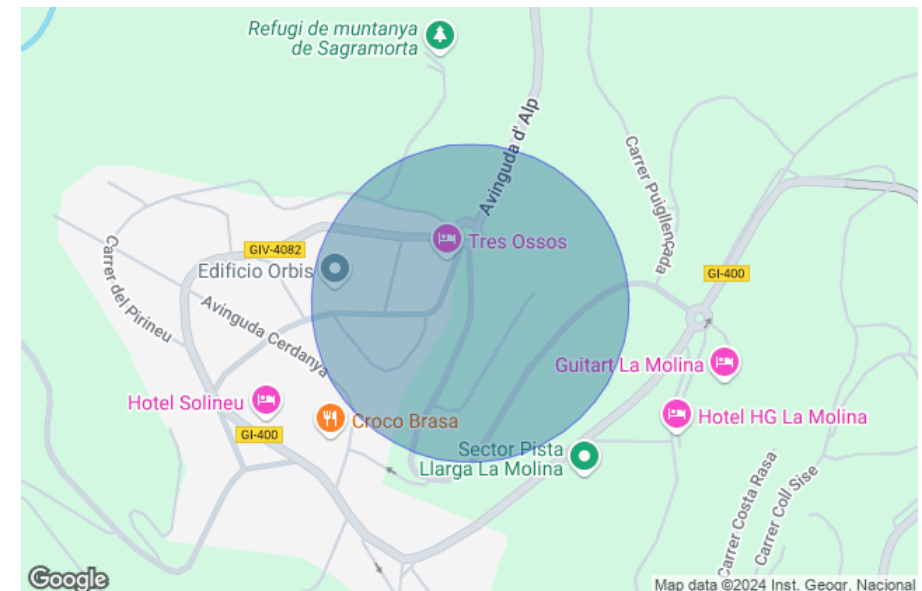 Refugi de muntanya
de Sagramorta
Avinguda d' Alp
Carrer Puigllençada
Tres Ossos
GIV-4082
Edificio Orbis
GI-400
Carrer del Pirineu
Avinguda Cerdanya
Guitart La Molina
Hotel Solineu
Croco Brasa
Hotel HG La Molina
GI-400
Sector Pista
Llarga La Molina
Carrer Costa Rasa
Carrer Coll Sise
Google
Map data ©2024 Inst. Geogr. Nacional